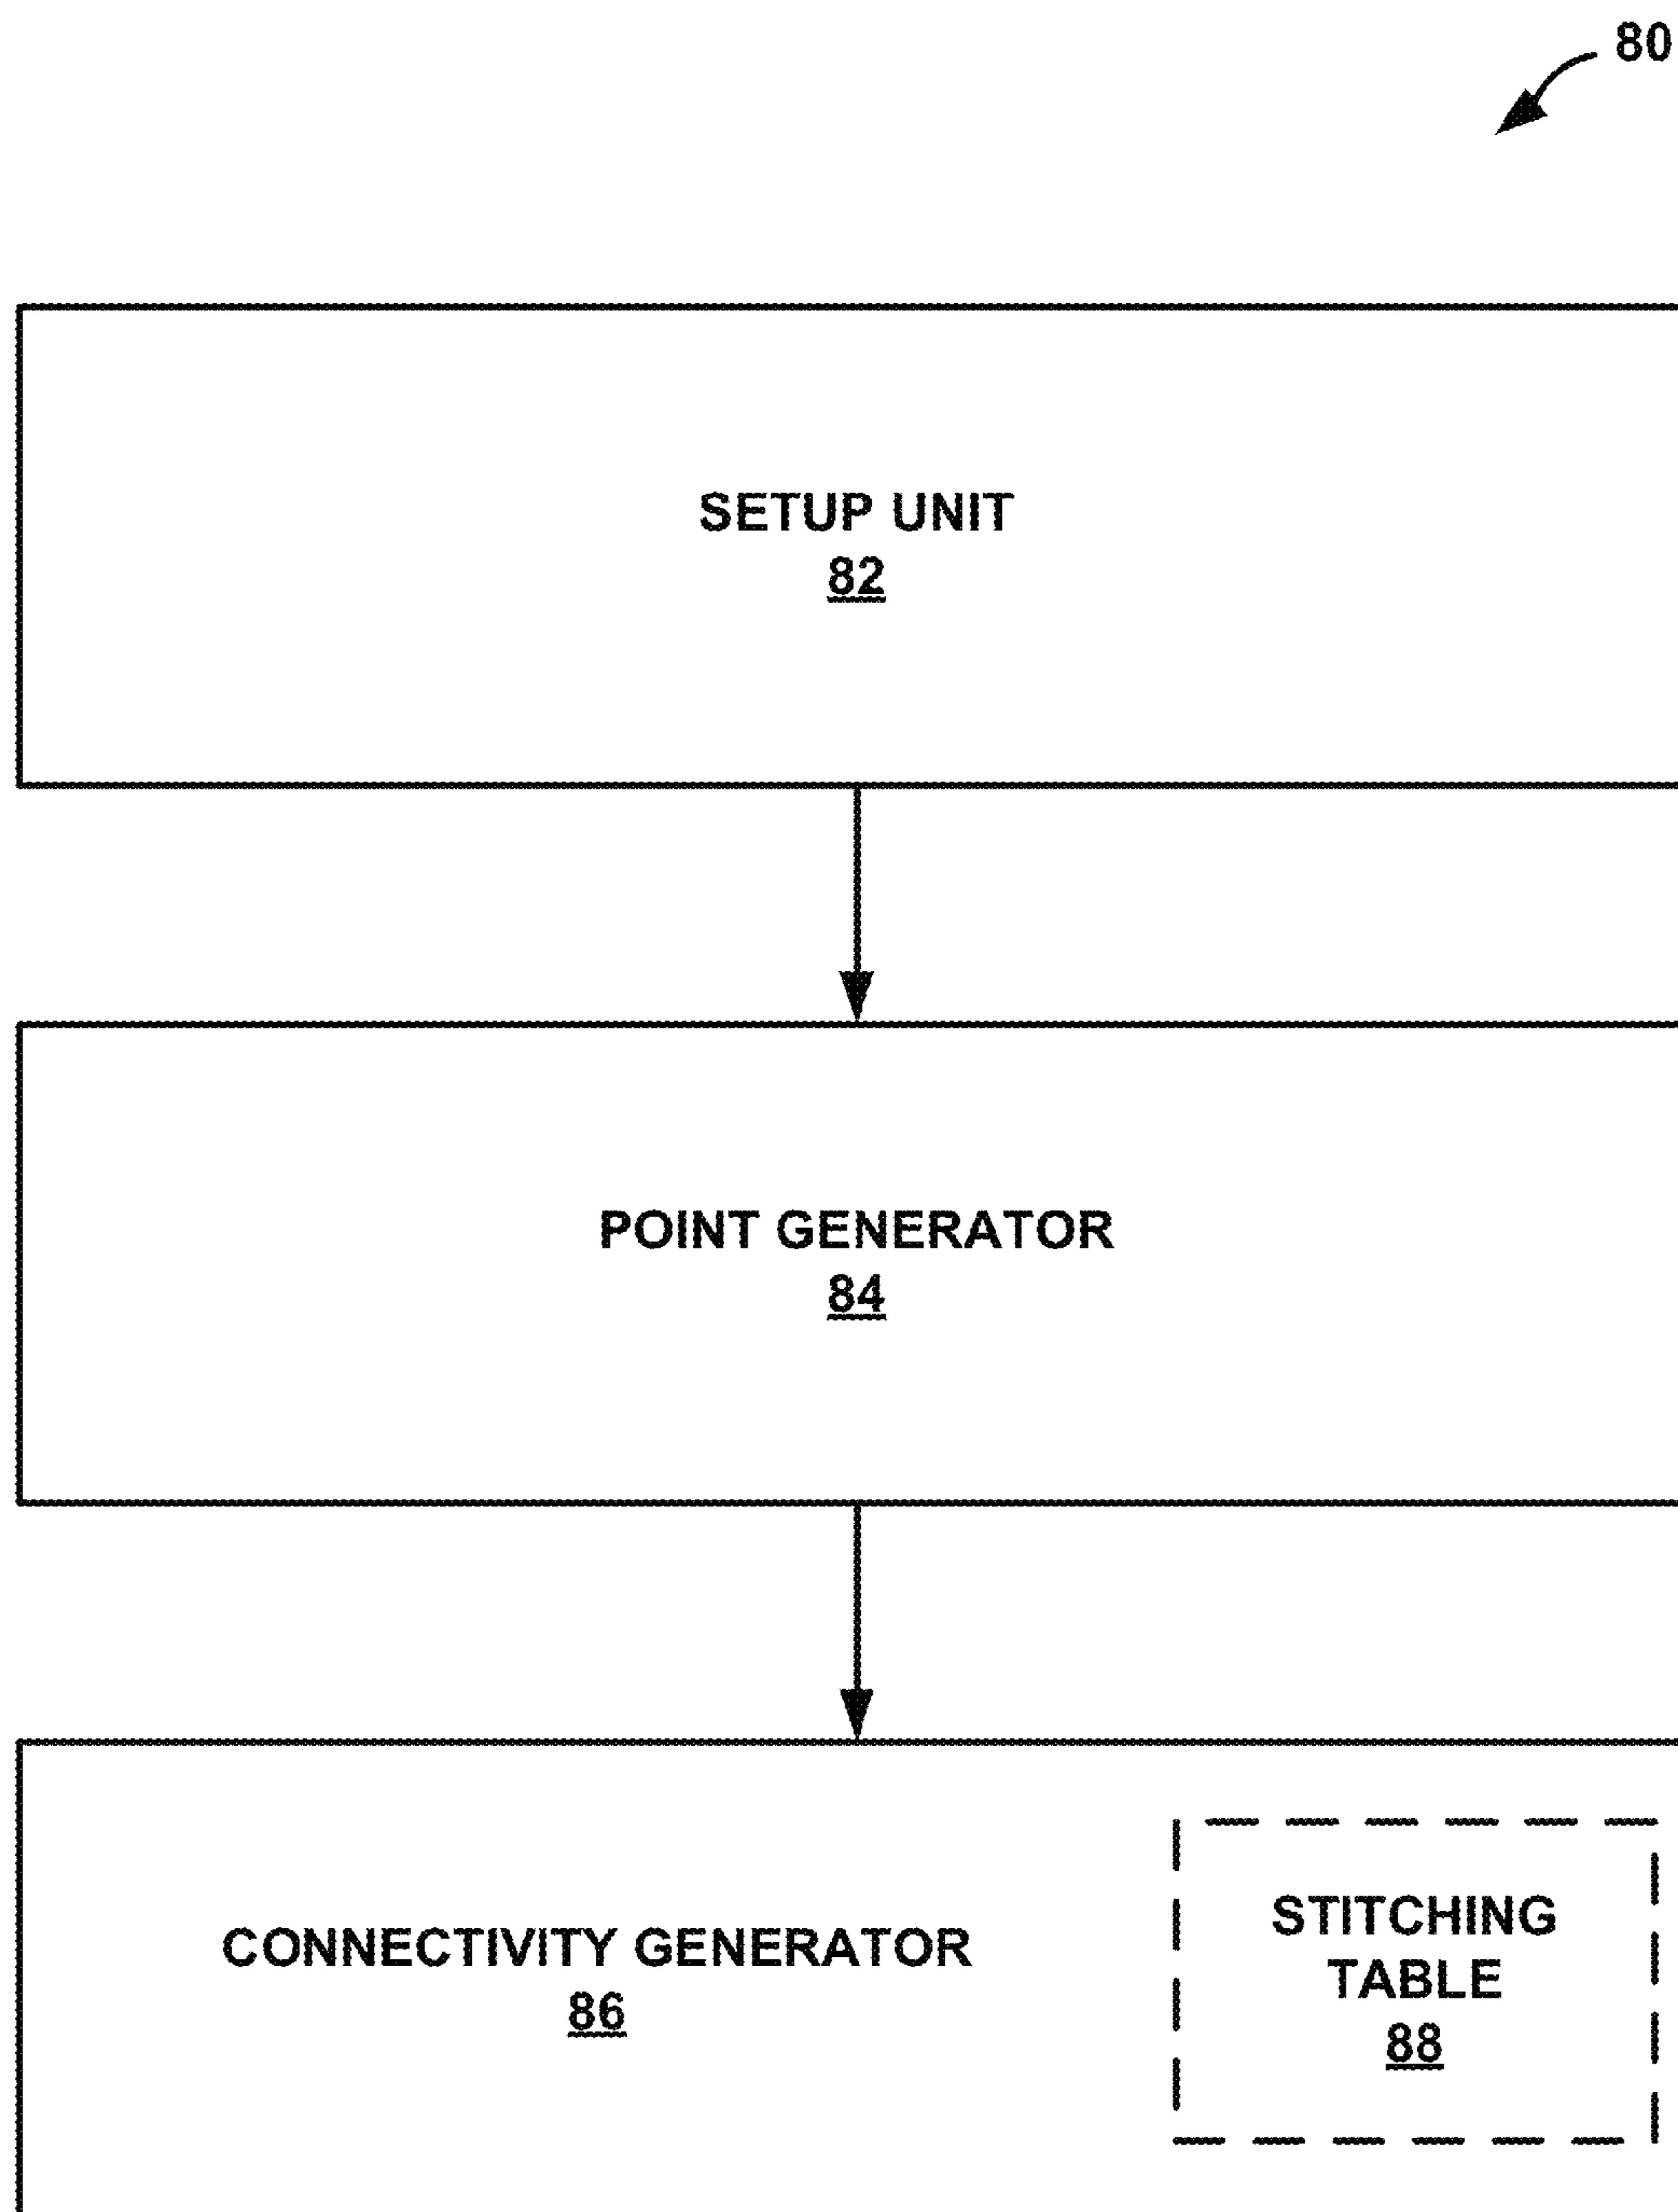 80
SETUP UNIT
82
POINT GENERATOR
84
CONNECTIVITY GENERATOR
86
STITCHING
TABLE
88